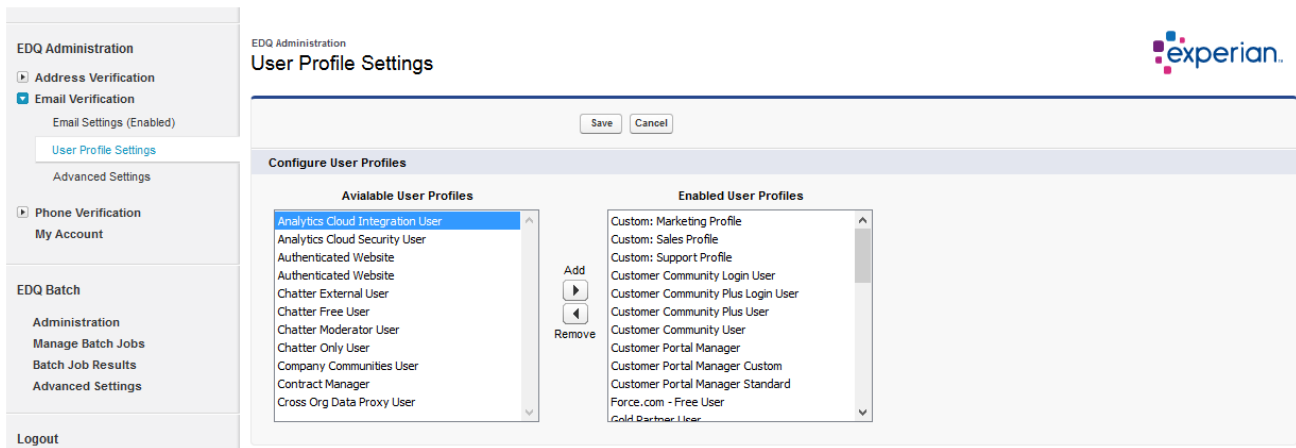 EDQ Administration
Address Verification
Email Verification
Email Settings (Enabled)
User Profile Settings
Advanced Settings
Phone Verification
My Account
EDQ Batch
Administration
Manage Batch Jobs
Batch Job Results
Advanced Settings
Logout
EDQ Administration
User Profile Settings
experian™
Save Cancel
Configure User Profiles
Avialable User Profiles
Analytics Cloud Integration User
Analytics Cloud Security User
Authenticated Website
Authenticated Website
Chatter External User
Chatter Free User
Chatter Moderator User
Chatter Only User
Company Communities User
Contract Manager
Cross Org Data Proxy User
Add
Remove
Enabled User Profiles
Custom: Marketing Profile
Custom: Sales Profile
Custom: Support Profile
Customer Community Login User
Customer Community Plus Login User
Customer Community Plus User
Customer Community User
Customer Portal Manager
Customer Portal Manager Custom
Customer Portal Manager Standard
Force.com - Free User
Gold Partner User